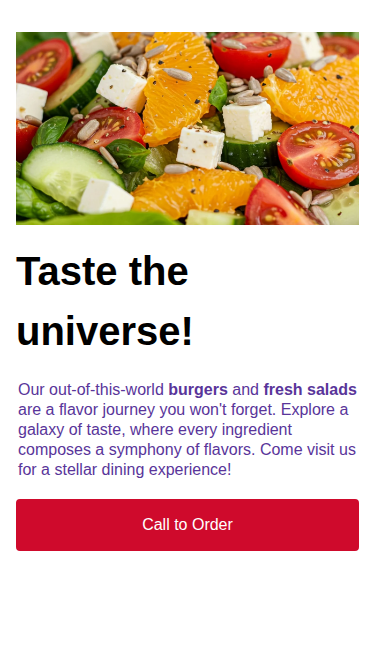 Taste the
universe!
Our out-of-this-world burgers and fresh salads
are a flavor journey you won't forget. Explore a
galaxy of taste, where every ingredient
composes a symphony of flavors. Come visit us
for a stellar dining experience!
Call to Order